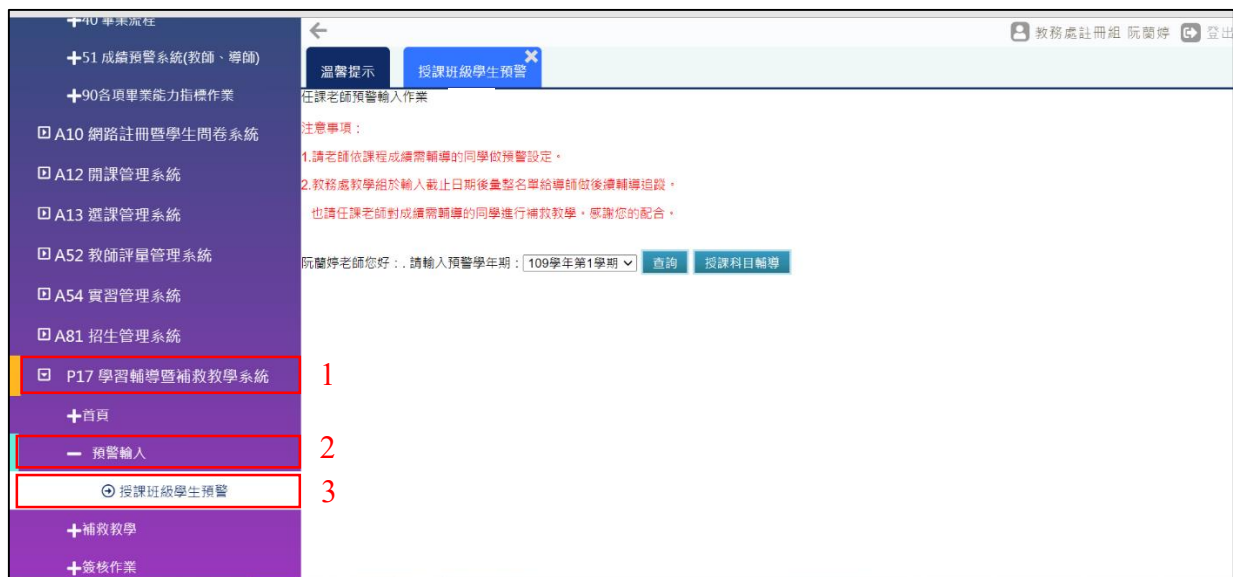 40 畢業流程
51 成績預警系統(教師、導師)
90各項畢業能力指標作業
A10 網路註冊暨學生問卷系統
A12 開課管理系統
A13 選課管理系統
A52 教師評量管理系統
A54 實習管理系統
A81 招生管理系統
P17 學習輔導暨補救教學系統
1
首頁
預警輸入
2
授課班級學生預警
3
補救教學
簽核作業
教務處註冊組 阮蘭婷 登出
溫馨提示 授課班級學生預警
任課老師預警輸入作業
注意事項：
1.請老師依課程成績需輔導的同學做預警設定。
2.教務處教學組於輸入截止日期後彙整名單給導師做後續輔導追蹤，
也請任課老師對成績需輔導的同學進行補救教學。感謝您的配合。
阮蘭婷老師您好：. 請輸入預警學年期： 109學年第1學期 查詢 授課科目輔導